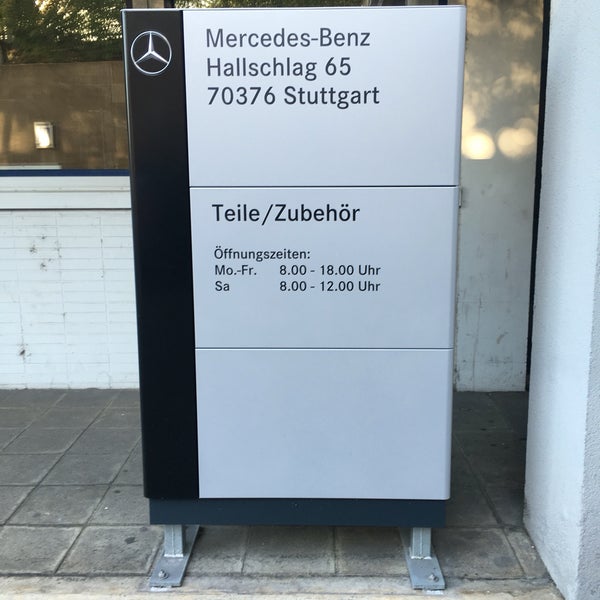 Mercedes-Benz
Hallschlag 65
70376 Stuttgart
Teile/Zubehör
Öffnungszeiten:
Mo.-Fr. 8.00 - 18.00 Uhr
Sa 8.00 - 12.00 Uhr